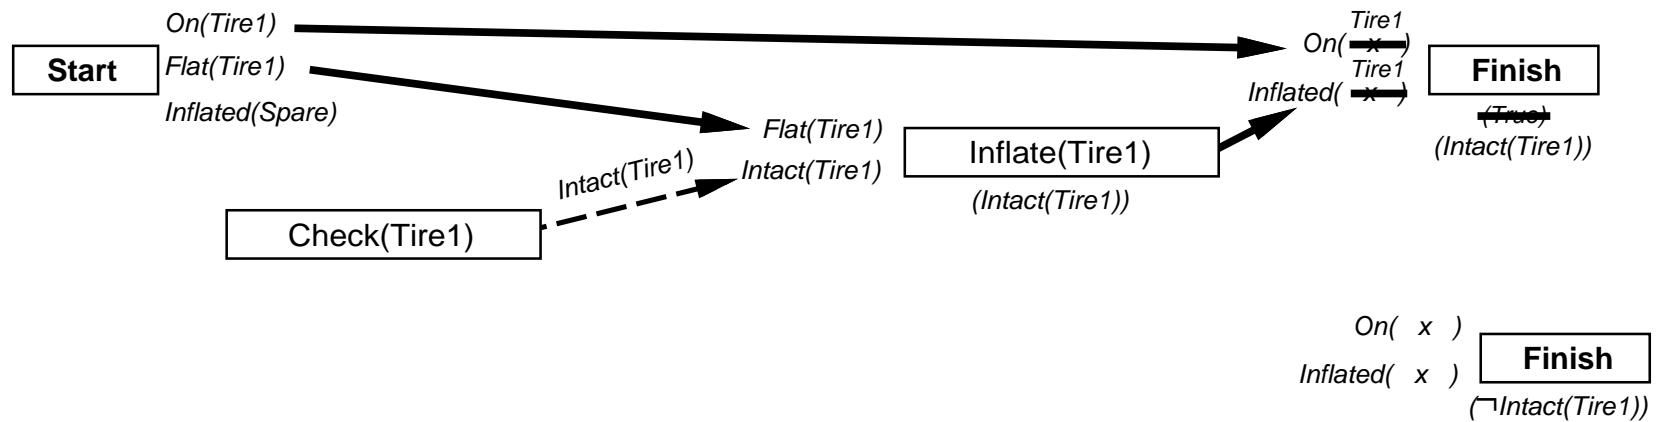 On(Tire1)
Start
Flat(Tire1)
Inflated(Spare)
Tire1
On( x )
Tire1
Inflated( x )
Finish
(True)
(Intact(Tire1))
Flat(Tire1)
Intact(Tire1)
Inflate(Tire1)
(Intact(Tire1))
Intact(Tire1)
Check(Tire1)
On( x )
Inflated( x )
Finish
(¬Intact(Tire1))